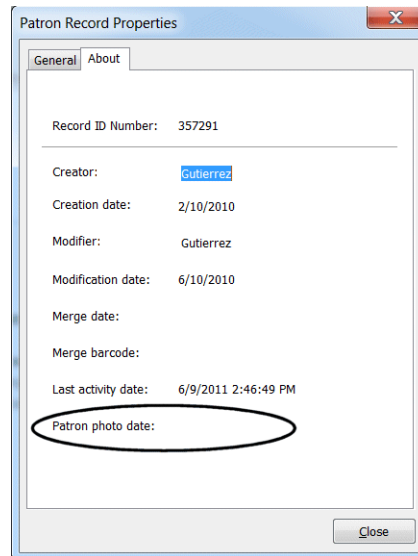 Patron Record Properties
General About
Record ID Number: 357291
Creator: Gutierrez
Creation date: 2/10/2010
Modifier: Gutierrez
Modification date: 6/10/2010
Merge date:
Merge barcode:
Last activity date: 6/9/2011 2:46:49 PM
Patron photo date:
Close